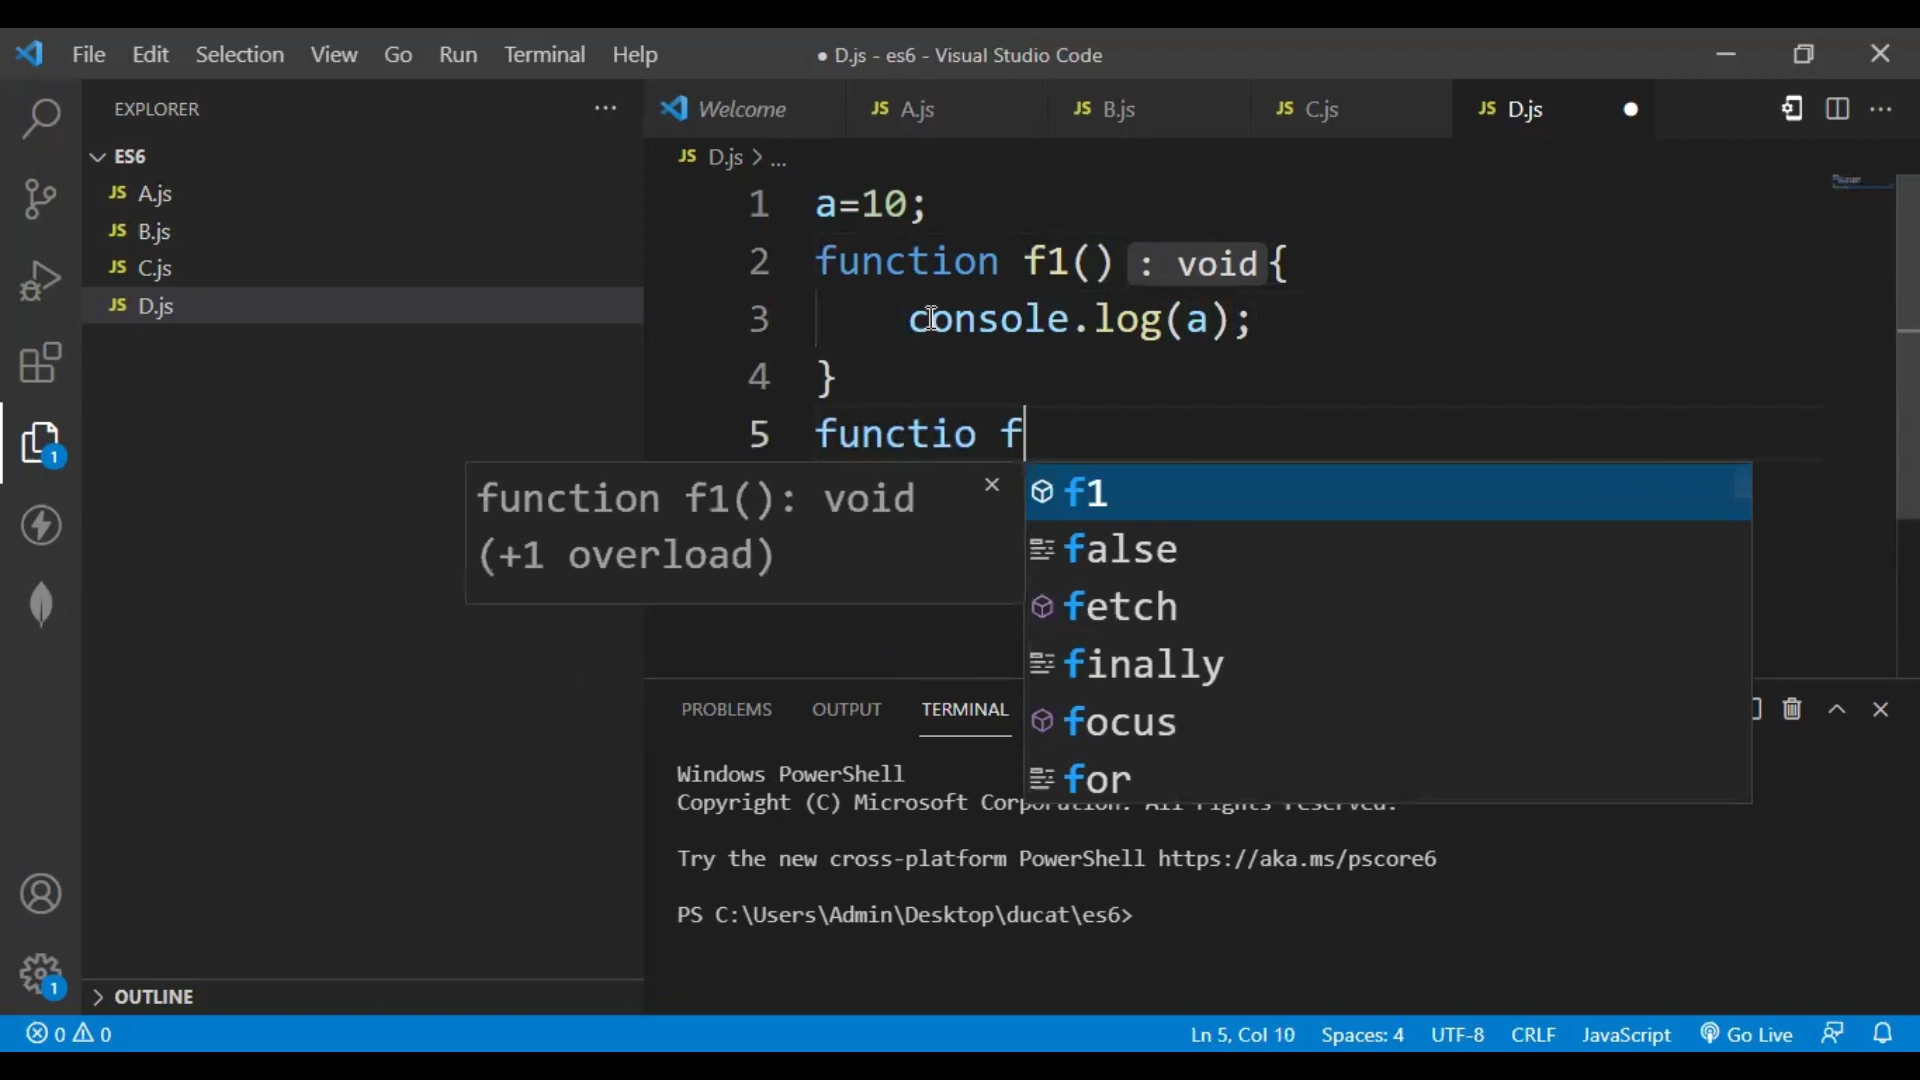 File Edit Selection View Go Run Terminal Help ● D.js - es6 - Visual Studio Code
EXPLORER ...
ES6
JS A.js
JS B.js
JS C.js
JS D.js
OUTLINE
Welcome JS A.js JS B.js JS C.js JS D.js ● ...
JS D.js > ...
1 a=10;
2 function f1() : void{
3 console.log(a);
4 }
5 functio f
function f1(): void
(+1 overload)
f1
false
fetch
finally
focus
for
PROBLEMS OUTPUT TERMINAL
Windows PowerShell
Copyright (C) Microsoft Corporation. All rights reserved.
Try the new cross-platform PowerShell https://aka.ms/pscore6
PS C:\Users\Admin\Desktop\ducat\es6>
1
1
0 0 Ln 5, Col 10 Spaces: 4 UTF-8 CRLF JavaScript Go Live